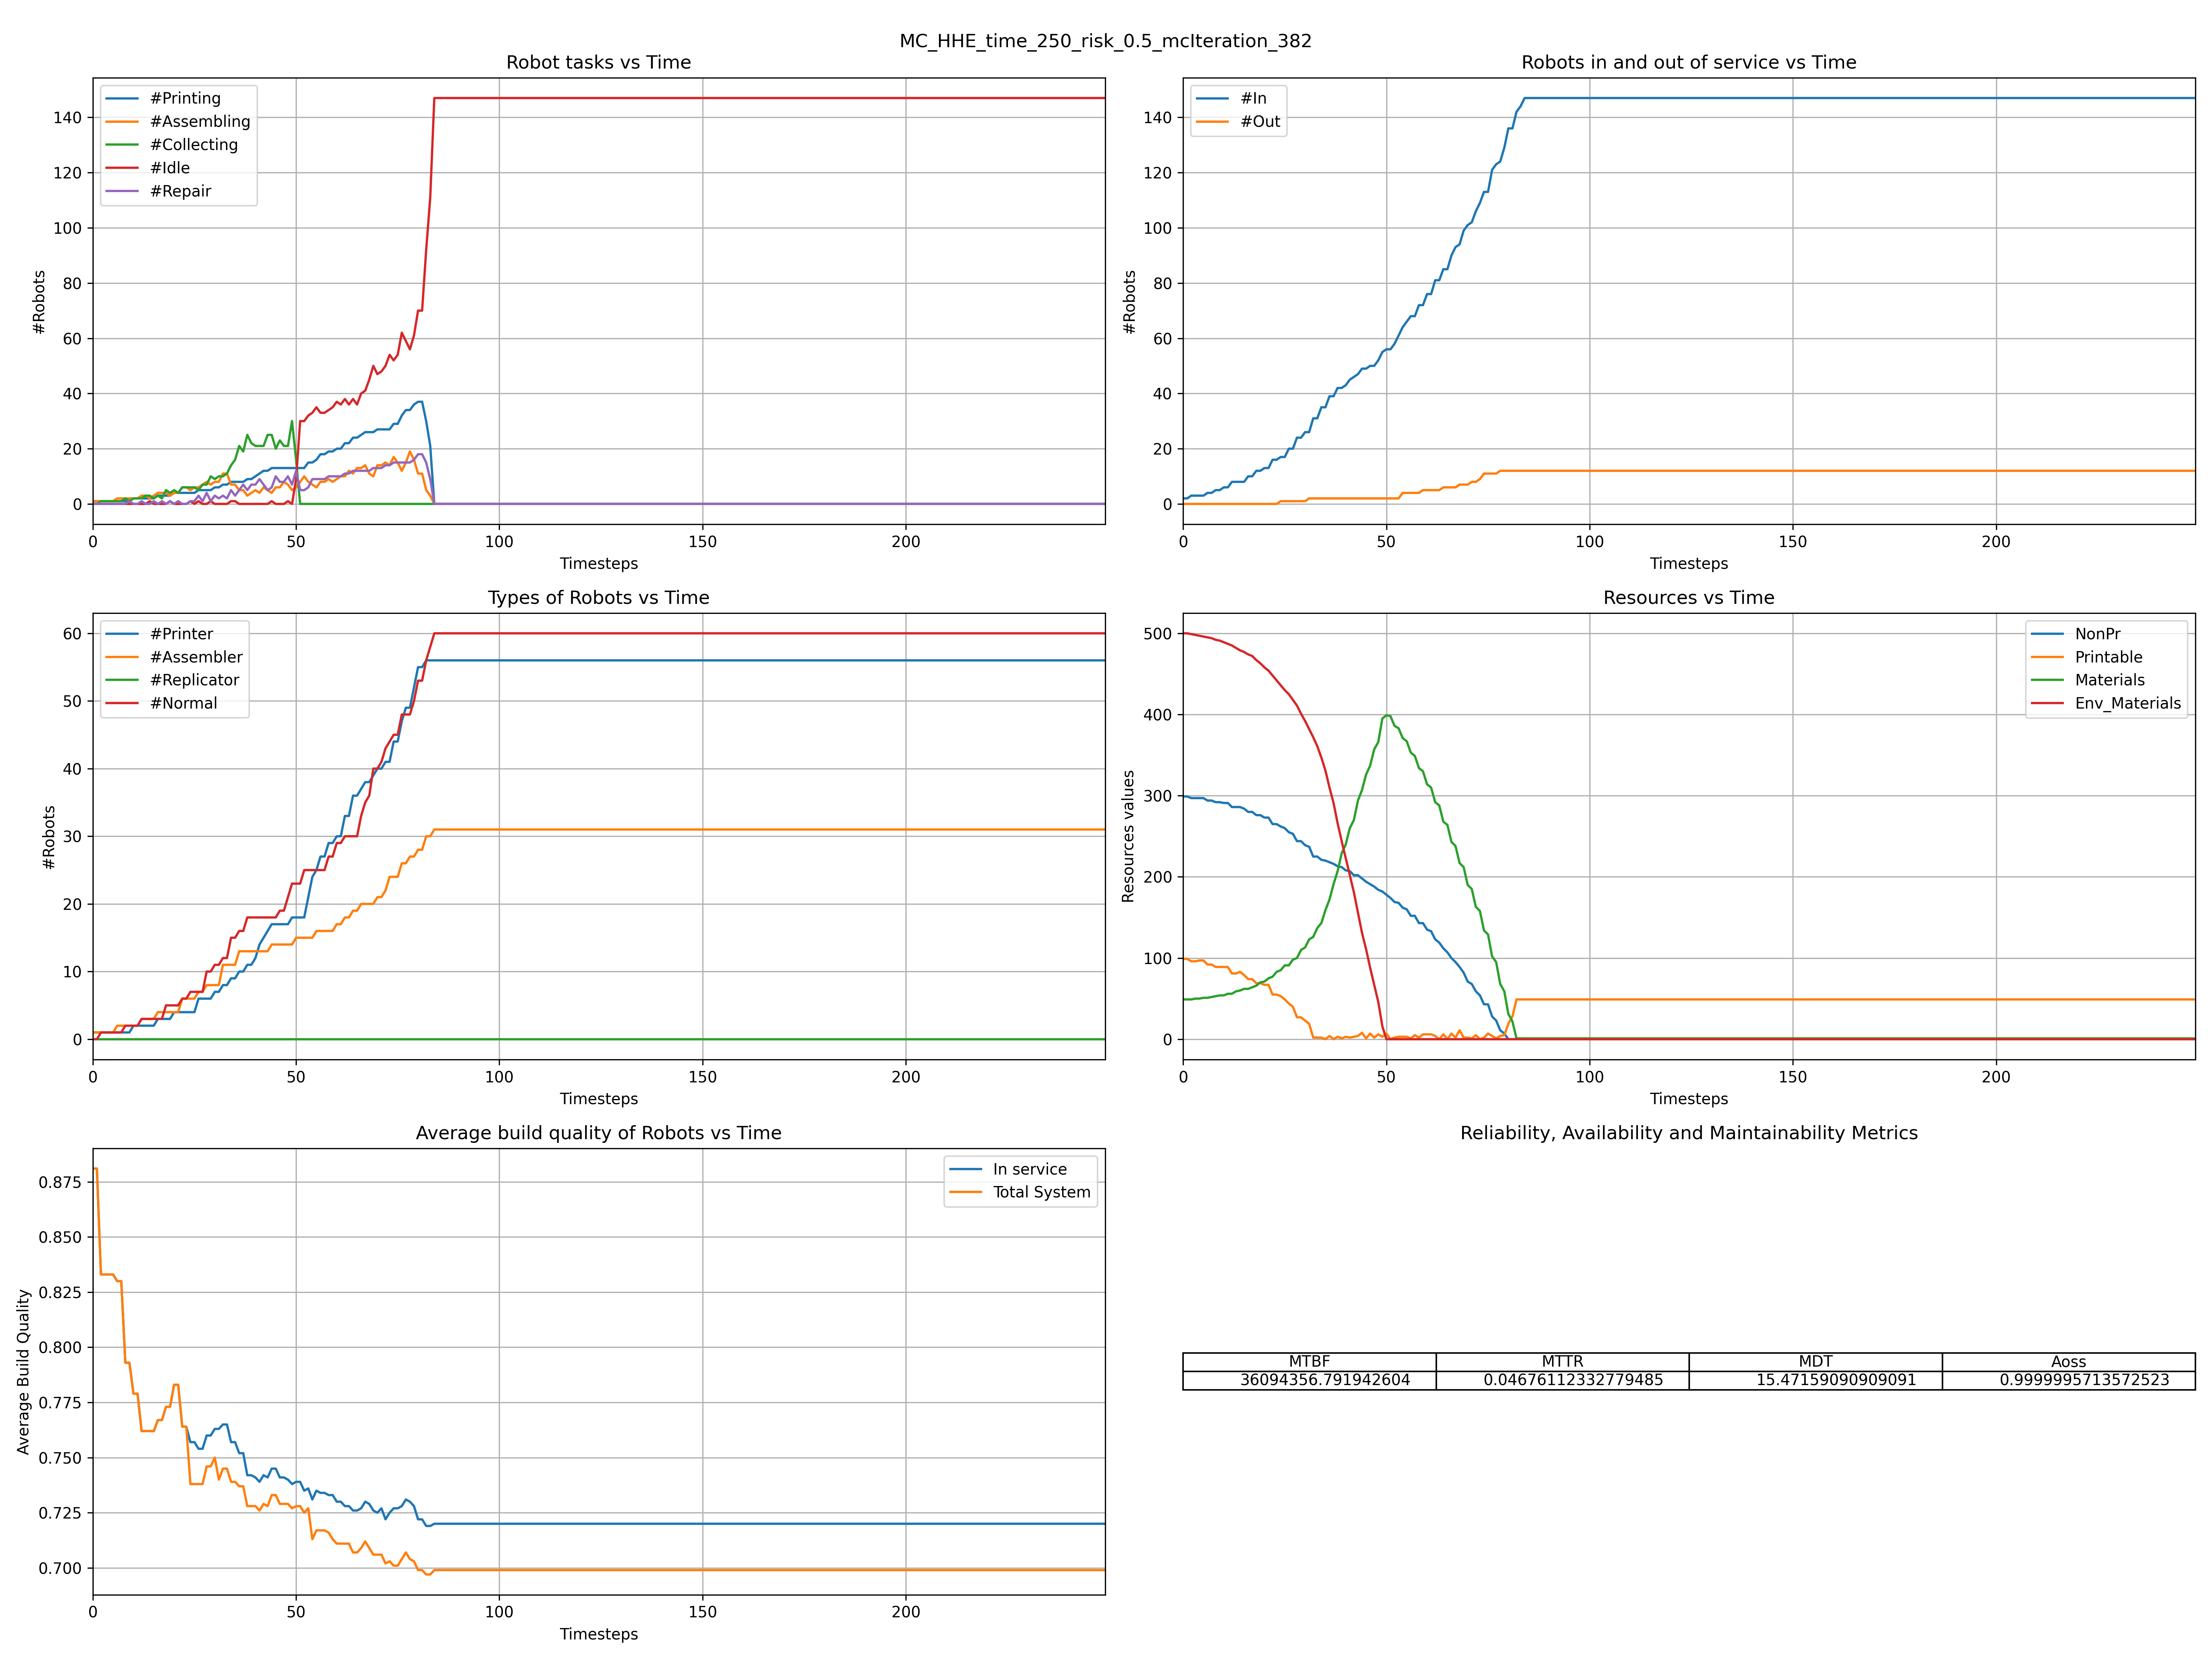 MC_HHE_time_250_risk_0.5_mcIteration_382
Robot tasks vs Time
#Printing
#Assembling
#Collecting
#Idle
#Repair
140
120
100
80
60
40
20
0
#Robots
0 50 100 150 200
Timesteps
Robots in and out of service vs Time
#In
#Out
140
120
100
80
60
40
20
0
#Robots
0 50 100 150 200
Timesteps
Types of Robots vs Time
#Printer
#Assembler
#Replicator
#Normal
60
50
40
30
20
10
0
#Robots
0 50 100 150 200
Timesteps
Resources vs Time
NonPr
Printable
Materials
Env_Materials
500
400
300
200
100
0
Resources values
0 50 100 150 200
Timesteps
Average build quality of Robots vs Time
In service
Total System
0.875
0.850
0.825
0.800
0.775
0.750
0.725
0.700
Average Build Quality
0 50 100 150 200
Timesteps
Reliability, Availability and Maintainability Metrics
MTBF MTTR MDT Aoss
36094356.791942604 0.04676112332779485 15.47159090909091 0.9999995713572523